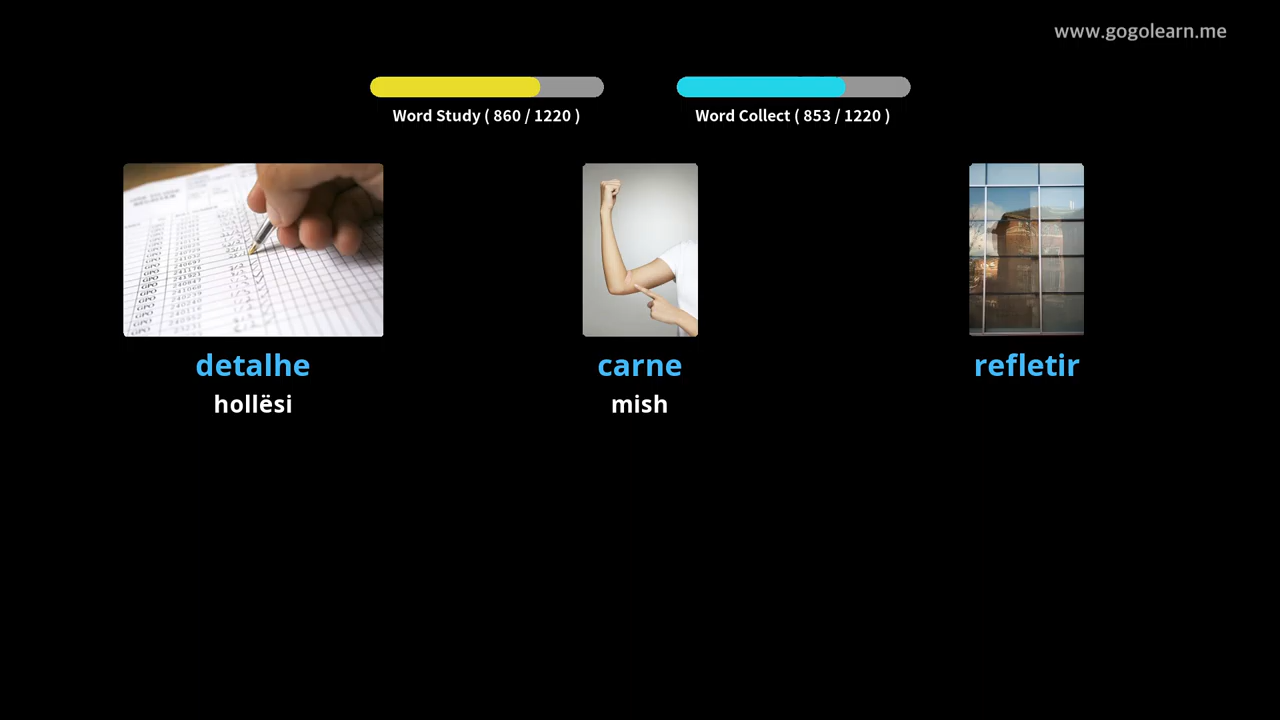 www.gogolearn.me
Word Study ( 860 / 1220 )
Word Collect ( 853 / 1220 )
detalhe
hollësi
carne
mish
refletir